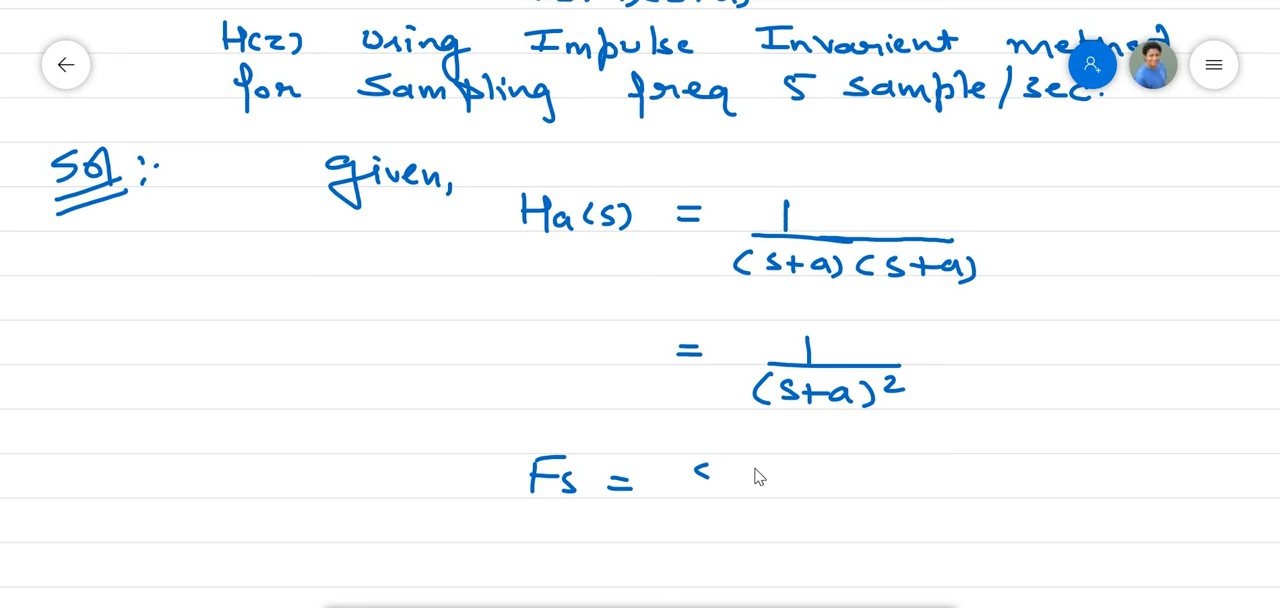 H(z) using Impulse Invarient method
for sampling freq 5 sample/sec.
Sol:
given,
Ha(s) = 1/(s+a)(s+a)
= 1/(s+a)²
Fs =